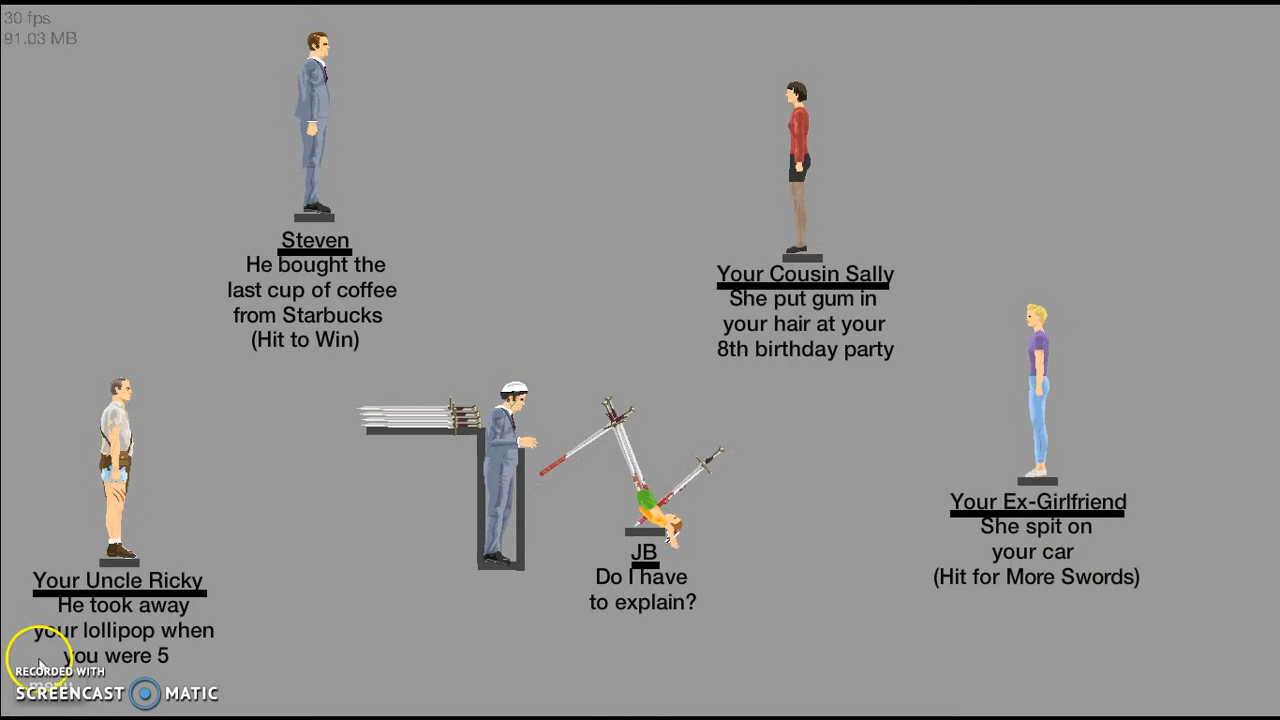 30 fps
91.03 MB
Steven
He bought the
last cup of coffee
from Starbucks
(Hit to Win)
Your Cousin Sally
She put gum in
your hair at your
8th birthday party
Your Ex-Girlfriend
She spit on
your car
(Hit for More Swords)
JB
Do I have
to explain?
Your Uncle Ricky
He took away
your lollipop when
you were 5
RECORDED WITH
SCREENCAST MATIC